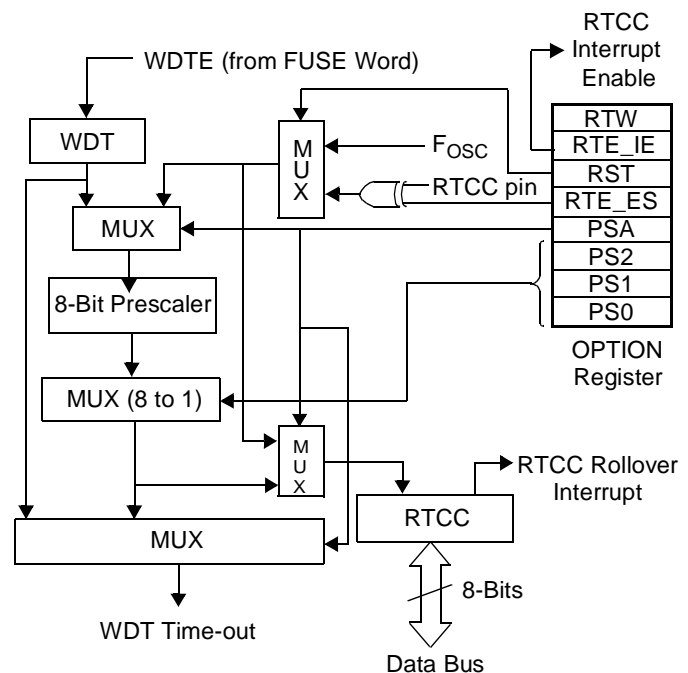 WDTE (from FUSE Word)
RTCC
Interrupt
Enable
WDT
M
U
X
F_OSC
RTCC pin
RTW
RTE_IE
RST
RTE_ES
PSA
PS2
PS1
PS0
OPTION
Register
MUX
8-Bit Prescaler
MUX (8 to 1)
M
U
X
RTCC
RTCC Rollover
Interrupt
MUX
8-Bits
WDT Time-out
Data Bus